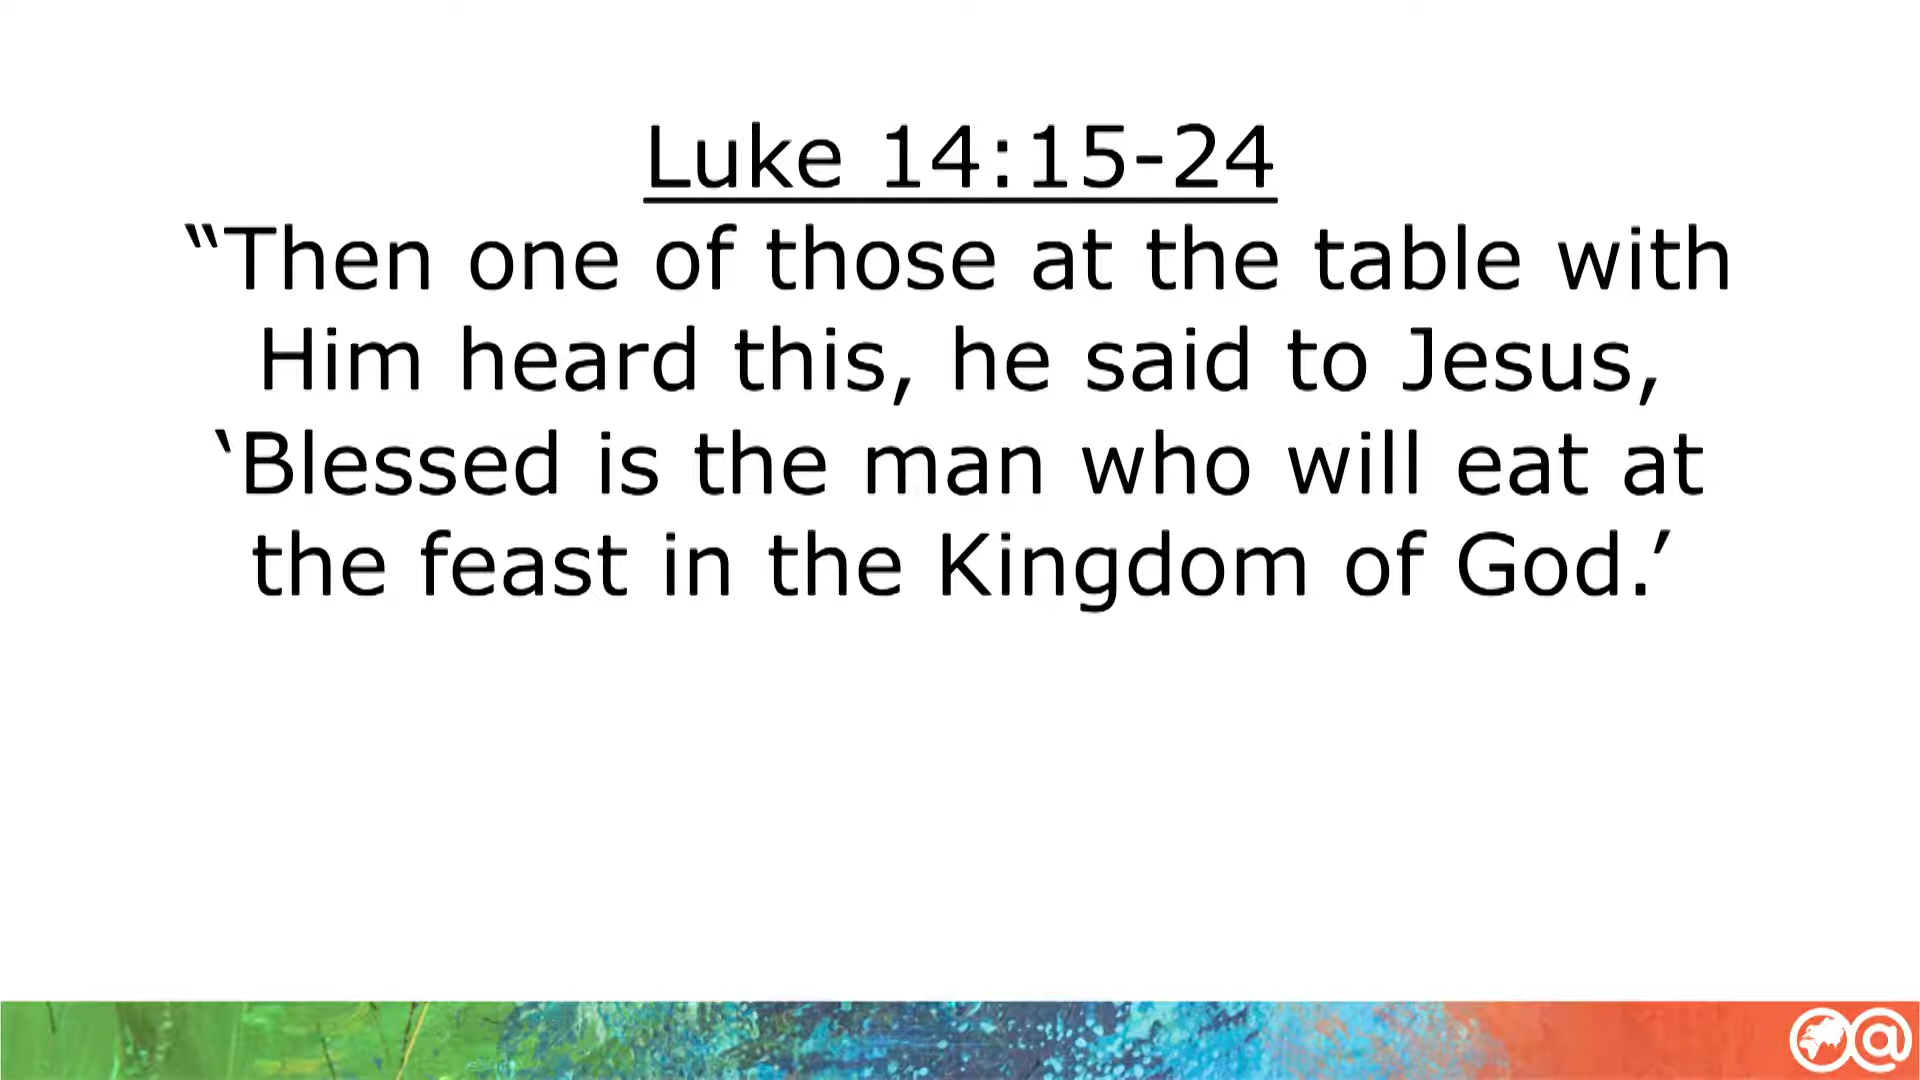 Luke 14:15-24
“Then one of those at the table with
Him heard this, he said to Jesus,
‘Blessed is the man who will eat at
the feast in the Kingdom of God.’
@